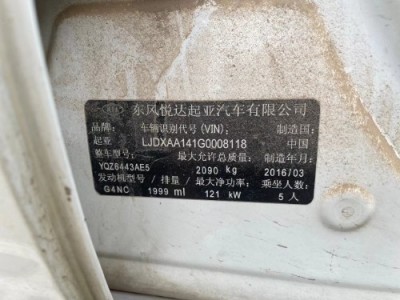 东风悦达起亚汽车有限公司
品牌: 车辆识别代号(VIN): 制造国:
起亚 LJDXAA141G0008118 中国
整车型号: 最大允许总质量: 制造年月:
YQZ6443AE5 2090 kg 2016/03
发动机型号 / 排量 / 最大净功率: 乘坐人数:
G4NC 1999 ml 121 kW 5 人